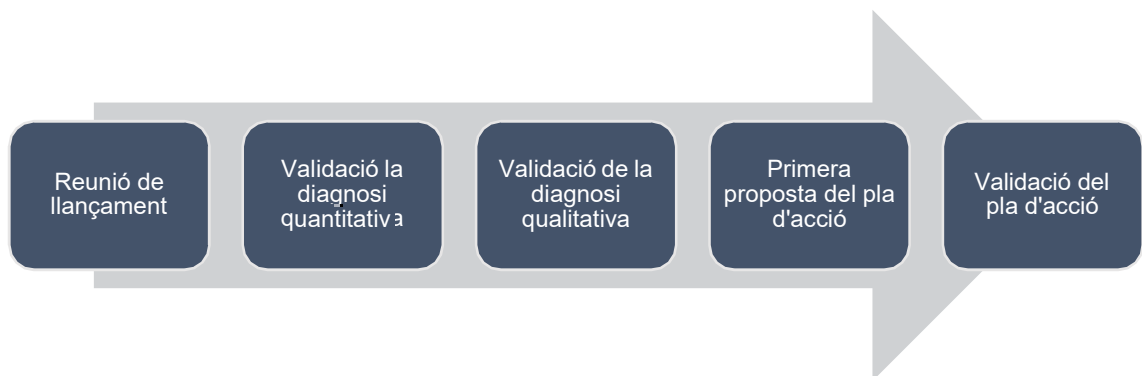 Reunió de
llançament
Validació la
diagnosi
quantitativa
Validació de la
diagnosi
qualitativa
Primera
proposta del pla
d'acció
Validació del
pla d'acció